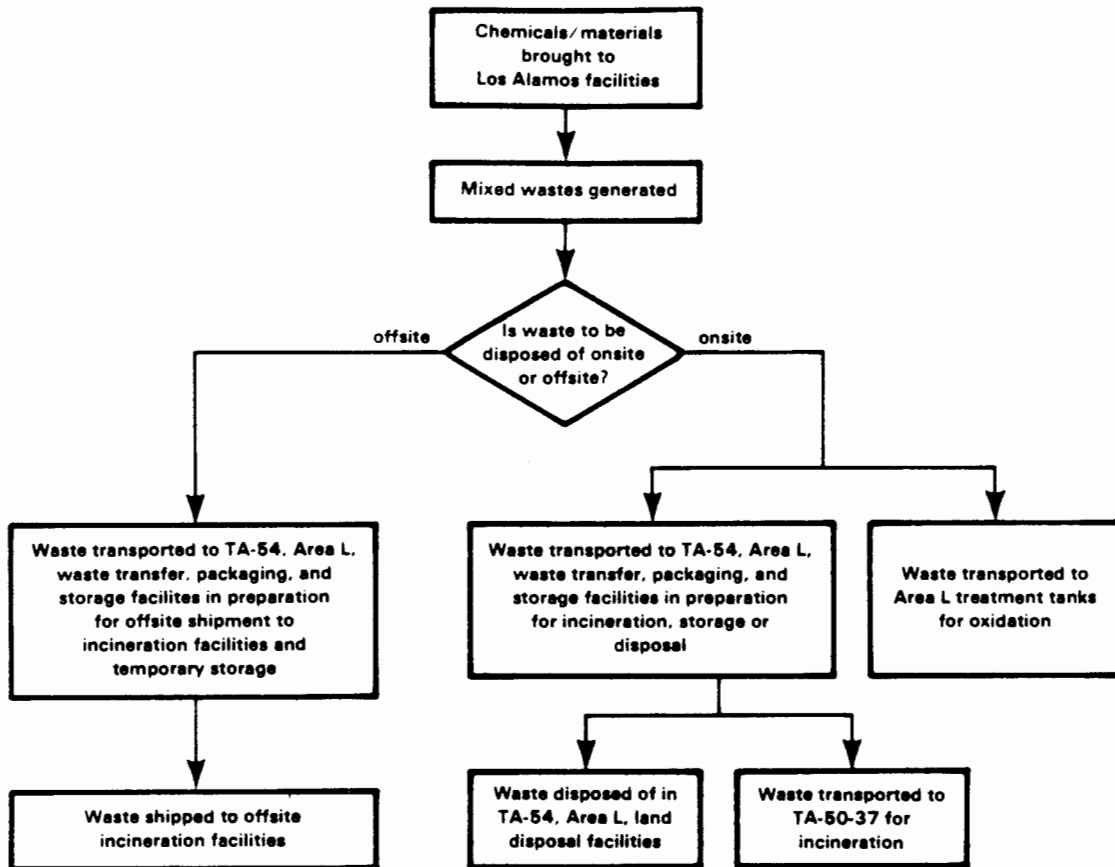 Chemicals/materials
brought to
Los Alamos facilities
Mixed wastes generated
offsite
Is waste to be
disposed of onsite
or offsite?
onsite
Waste transported to TA-54, Area L,
waste transfer, packaging, and
storage facilites in preparation
for offsite shipment to
incineration facilities and
temporary storage
Waste transported to TA-54, Area L,
waste transfer, packaging, and
storage facilities in preparation
for incineration, storage or
disposal
Waste transported to
Area L treatment tanks
for oxidation
Waste shipped to offsite
incineration facilities
Waste disposed of in
TA-54, Area L, land
disposal facilities
Waste transported to
TA-50-37 for
incineration